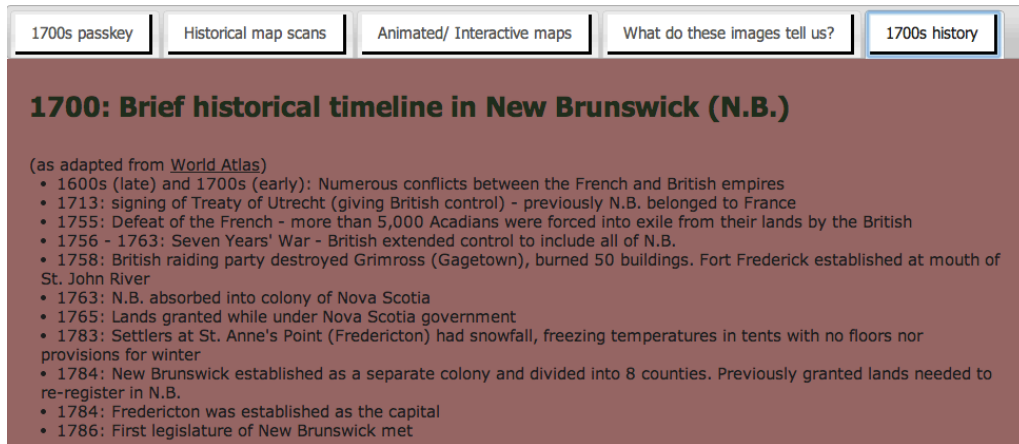 1700s passkey Historical map scans Animated/ Interactive maps What do these images tell us? 1700s history
1700: Brief historical timeline in New Brunswick (N.B.)
(as adapted from World Atlas)
• 1600s (late) and 1700s (early): Numerous conflicts between the French and British empires
• 1713: signing of Treaty of Utrecht (giving British control) - previously N.B. belonged to France
• 1755: Defeat of the French - more than 5,000 Acadians were forced into exile from their lands by the British
• 1756 - 1763: Seven Years' War - British extended control to include all of N.B.
• 1758: British raiding party destroyed Grimross (Gagetown), burned 50 buildings. Fort Frederick established at mouth of
St. John River
• 1763: N.B. absorbed into colony of Nova Scotia
• 1765: Lands granted while under Nova Scotia government
• 1783: Settlers at St. Anne's Point (Fredericton) had snowfall, freezing temperatures in tents with no floors nor
provisions for winter
• 1784: New Brunswick established as a separate colony and divided into 8 counties. Previously granted lands needed to
re-register in N.B.
• 1784: Fredericton was established as the capital
• 1786: First legislature of New Brunswick met